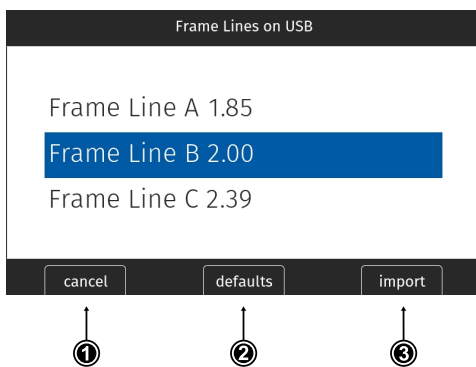 Frame Lines on USB
Frame Line A 1.85
Frame Line B 2.00
Frame Line C 2.39
cancel defaults import
1 2 3